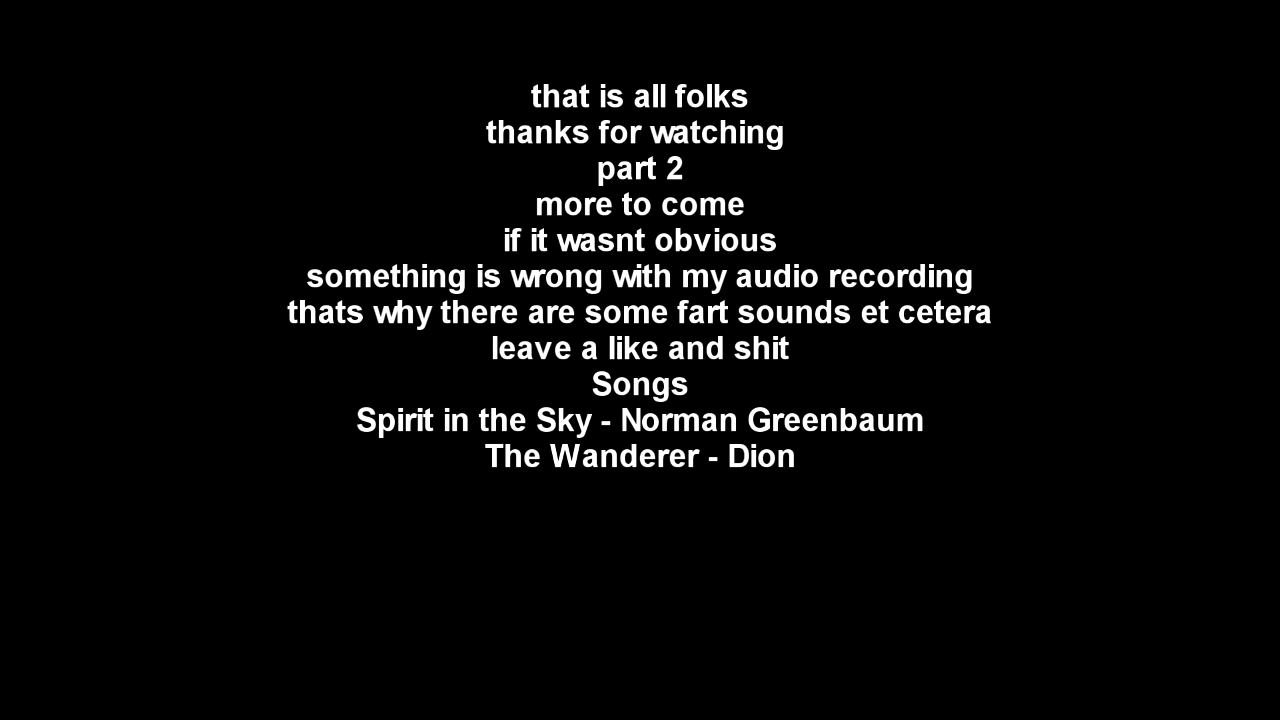 that is all folks
thanks for watching
part 2
more to come
if it wasnt obvious
something is wrong with my audio recording
thats why there are some fart sounds et cetera
leave a like and shit
Songs
Spirit in the Sky - Norman Greenbaum
The Wanderer - Dion